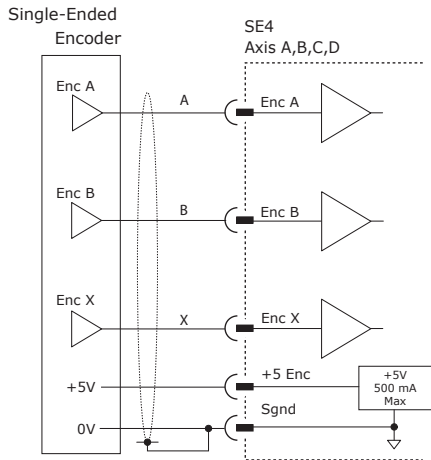 Single-Ended
Encoder
SE4
Axis A,B,C,D
Enc A
A
Enc A
Enc B
B
Enc B
Enc X
X
Enc X
+5V
+5 Enc
+5V
500 mA
Max
0V
Sgnd